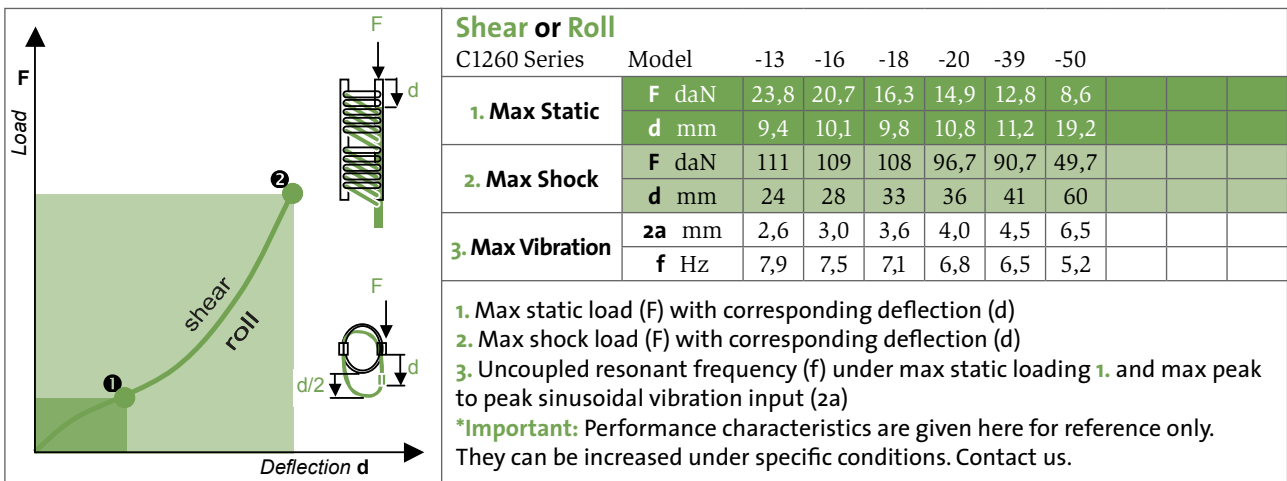 F
Load
shear
roll
❶
❷
Deflection d
F
d
F
d
d/2
Shear or Roll
C1260 Series Model -13 -16 -18 -20 -39 -50
1. Max Static
F daN 23,8 20,7 16,3 14,9 12,8 8,6
d mm 9,4 10,1 9,8 10,8 11,2 19,2
2. Max Shock
F daN 111 109 108 96,7 90,7 49,7
d mm 24 28 33 36 41 60
3. Max Vibration
2a mm 2,6 3,0 3,6 4,0 4,5 6,5
f Hz 7,9 7,5 7,1 6,8 6,5 5,2
1. Max static load (F) with corresponding deflection (d)
2. Max shock load (F) with corresponding deflection (d)
3. Uncoupled resonant frequency (f) under max static loading 1. and max peak
to peak sinusoidal vibration input (2a)
*Important: Performance characteristics are given here for reference only.
They can be increased under specific conditions. Contact us.